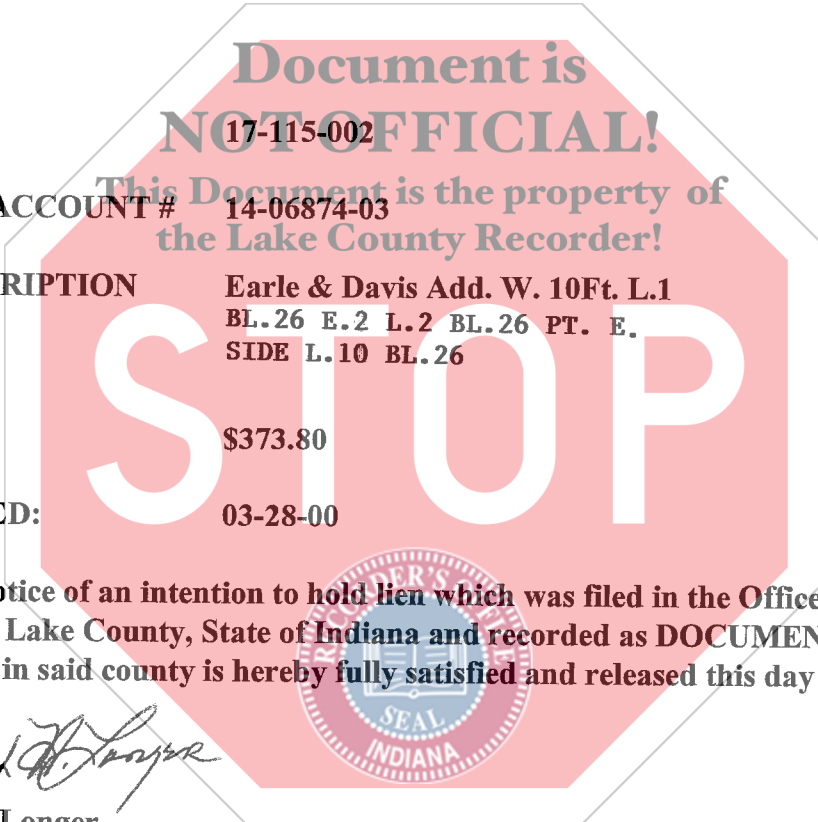 Document is
NOT OFFICIAL!
17-115-002
This Document is the property of
ACCOUNT # 14-06874-03
the Lake County Recorder!
RIPTION Earle & Davis Add. W. 10Ft. L.1
BL.26 E.2 L.2 BL.26 PT. E.
SIDE L.10 BL.26
STOP
$373.80
ED: 03-28-00
otice of an intention to hold lien which was filed in the Office
Lake County, State of Indiana and recorded as DOCUMEN
in said county is hereby fully satisfied and released this day
RECORDER'S OFFICE
SEAL
INDIANA
Longer